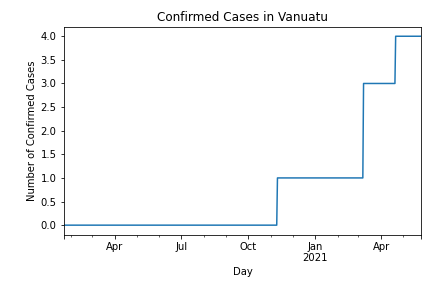 Confirmed Cases in Vanuatu
Number of Confirmed Cases
4.0
3.5
3.0
2.5
2.0
1.5
1.0
0.5
0.0
Apr Jul Oct Jan Apr
2021
Day